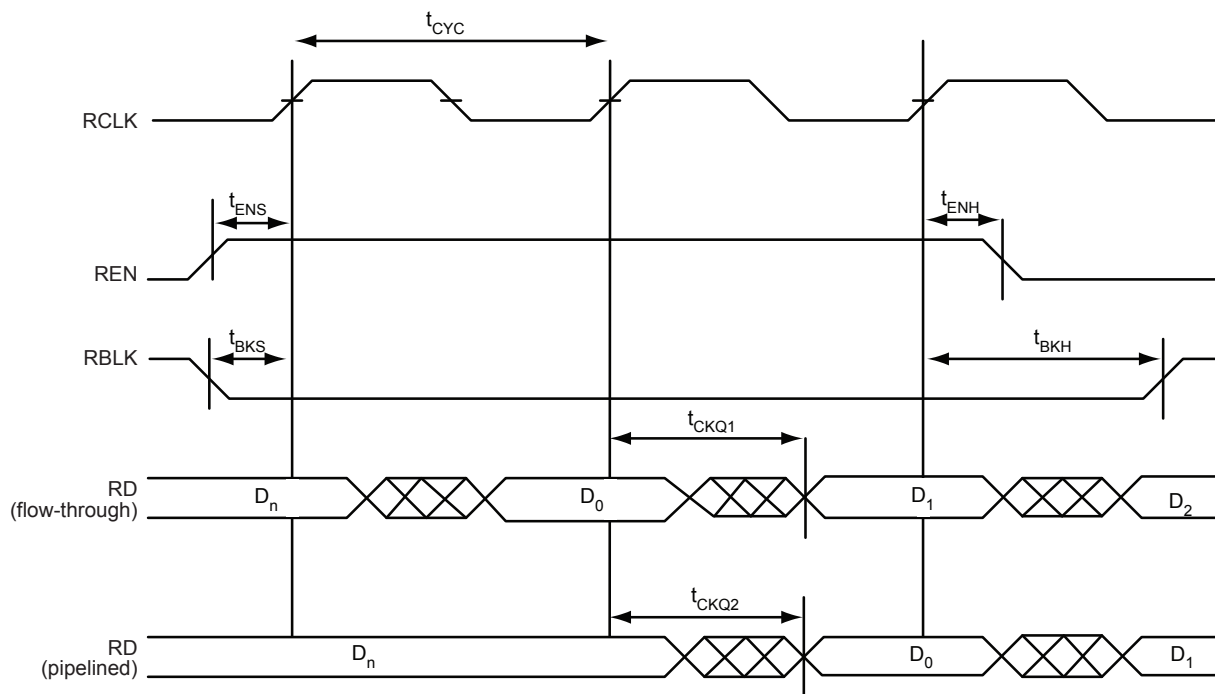 tCYC
RCLK
tENS
tENH
REN
tBKS
RBLK
tBKH
tCKQ1
RD
(flow-through)
Dn
D0
D1
D2
tCKQ2
RD
(pipelined)
Dn
D0
D1